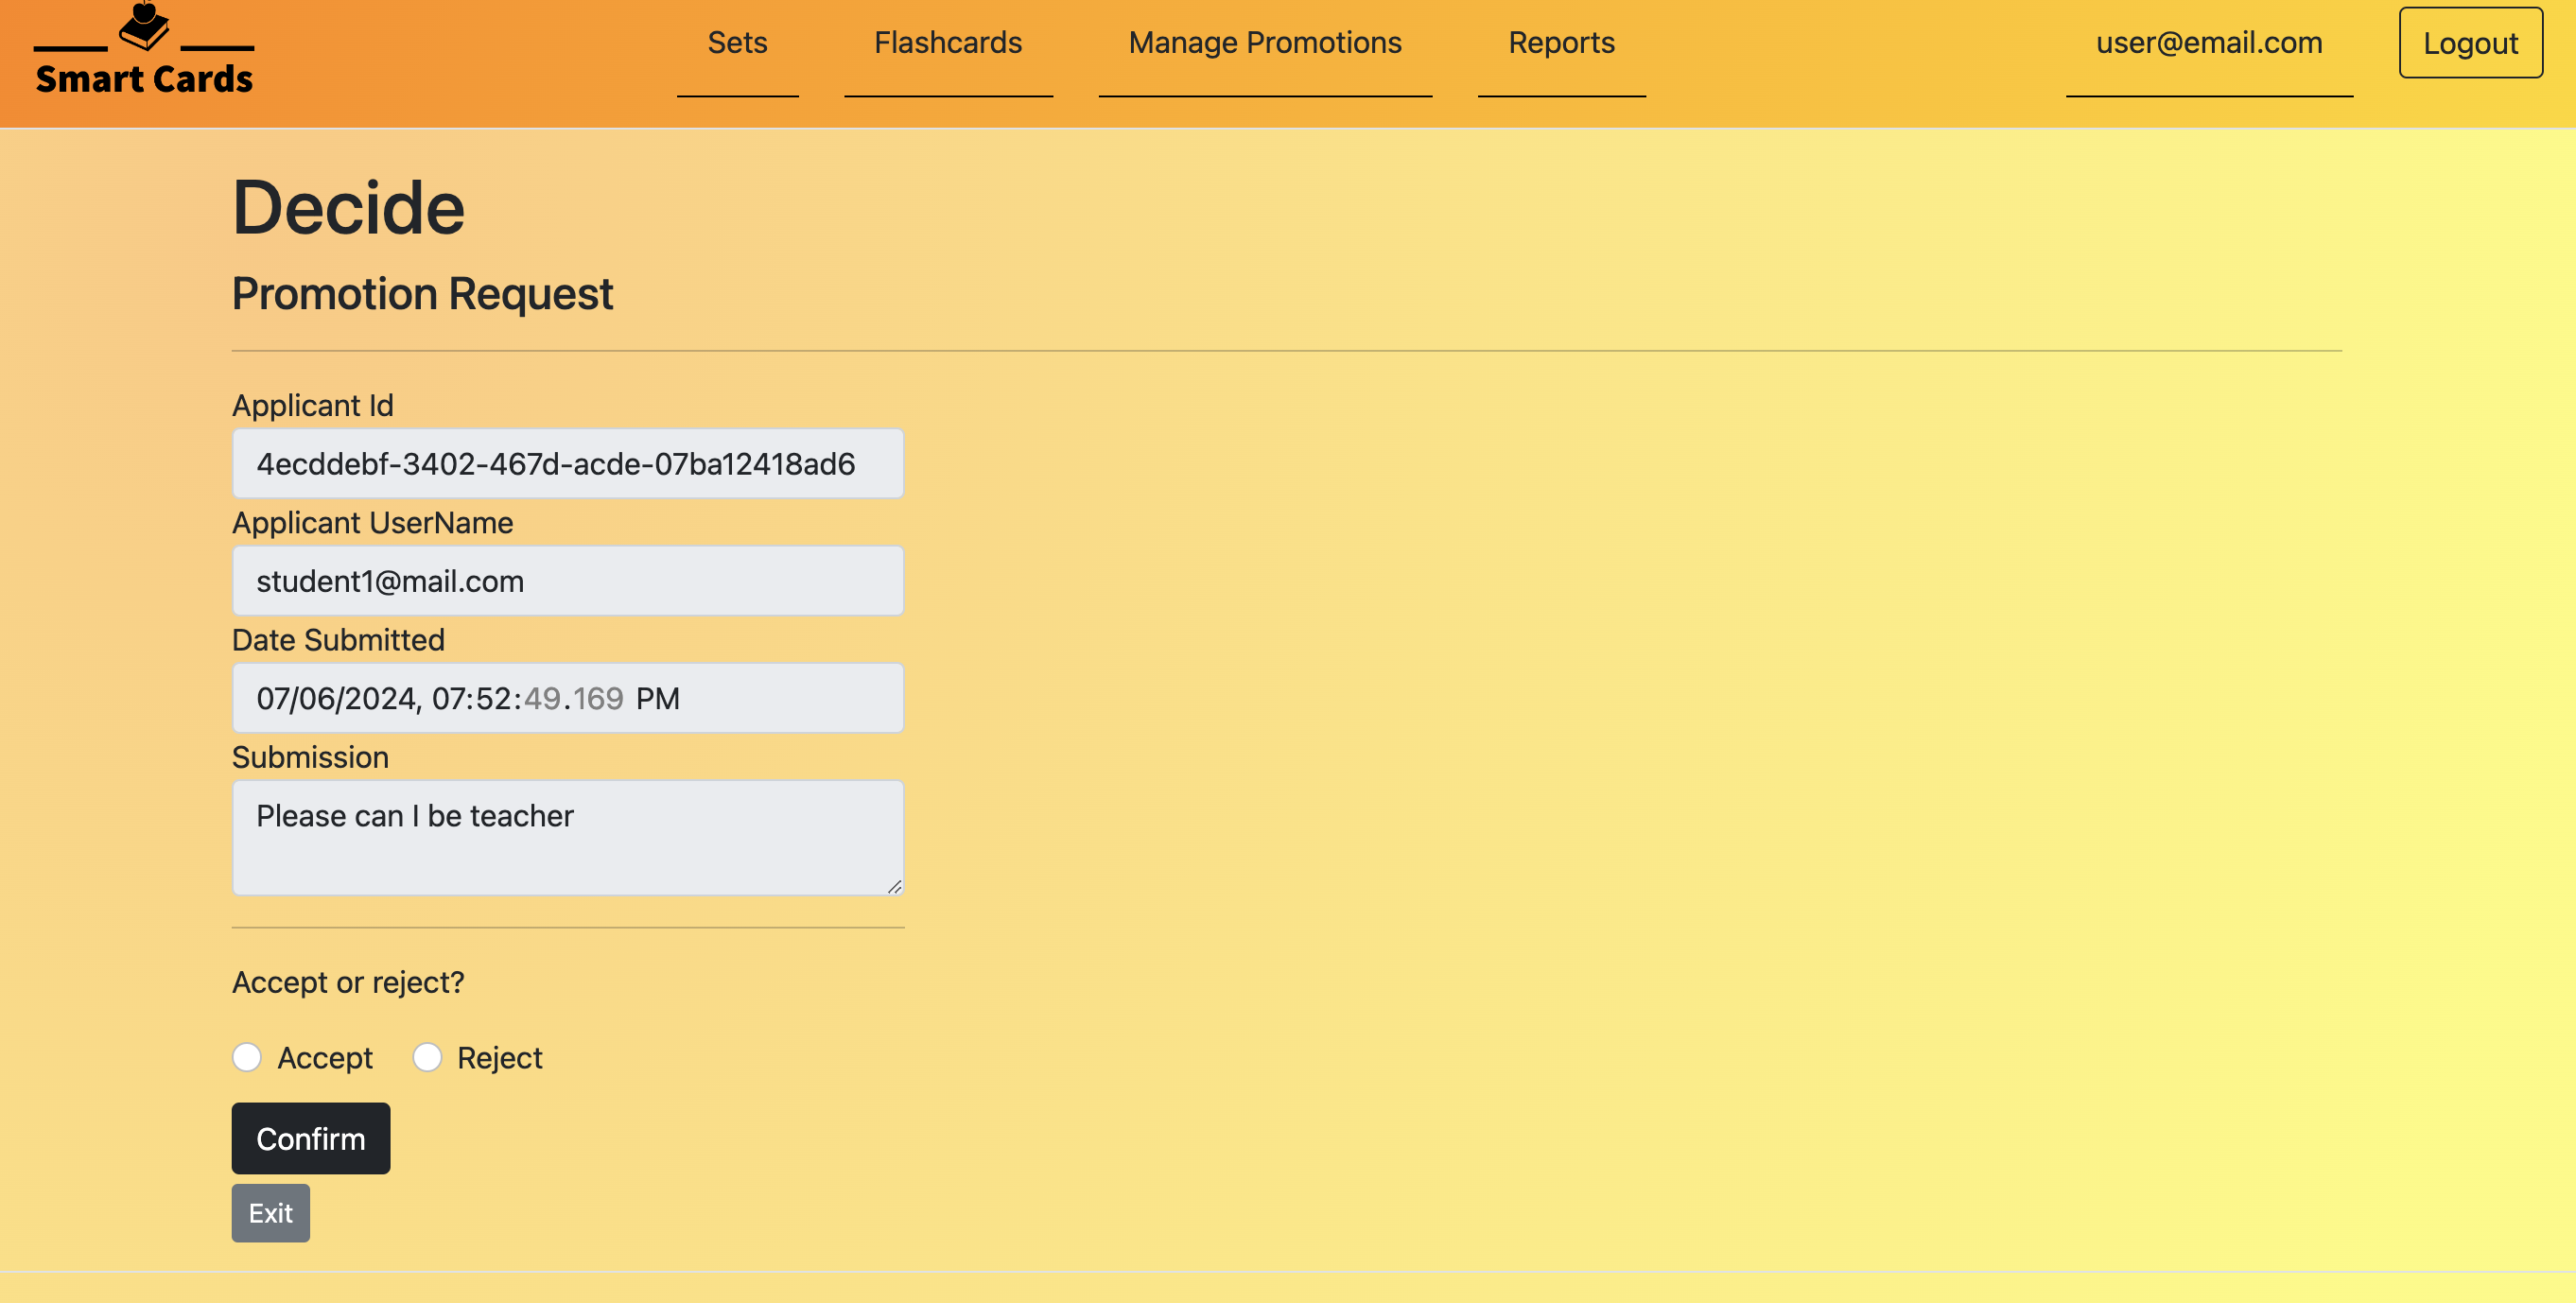 Smart Cards
Sets Flashcards Manage Promotions Reports user@email.com Logout
Decide
Promotion Request
Applicant Id
4ecddebf-3402-467d-acde-07ba12418ad6
Applicant UserName
student1@mail.com
Date Submitted
07/06/2024, 07:52:49.169 PM
Submission
Please can I be teacher
Accept or reject?
Accept Reject
Confirm
Exit